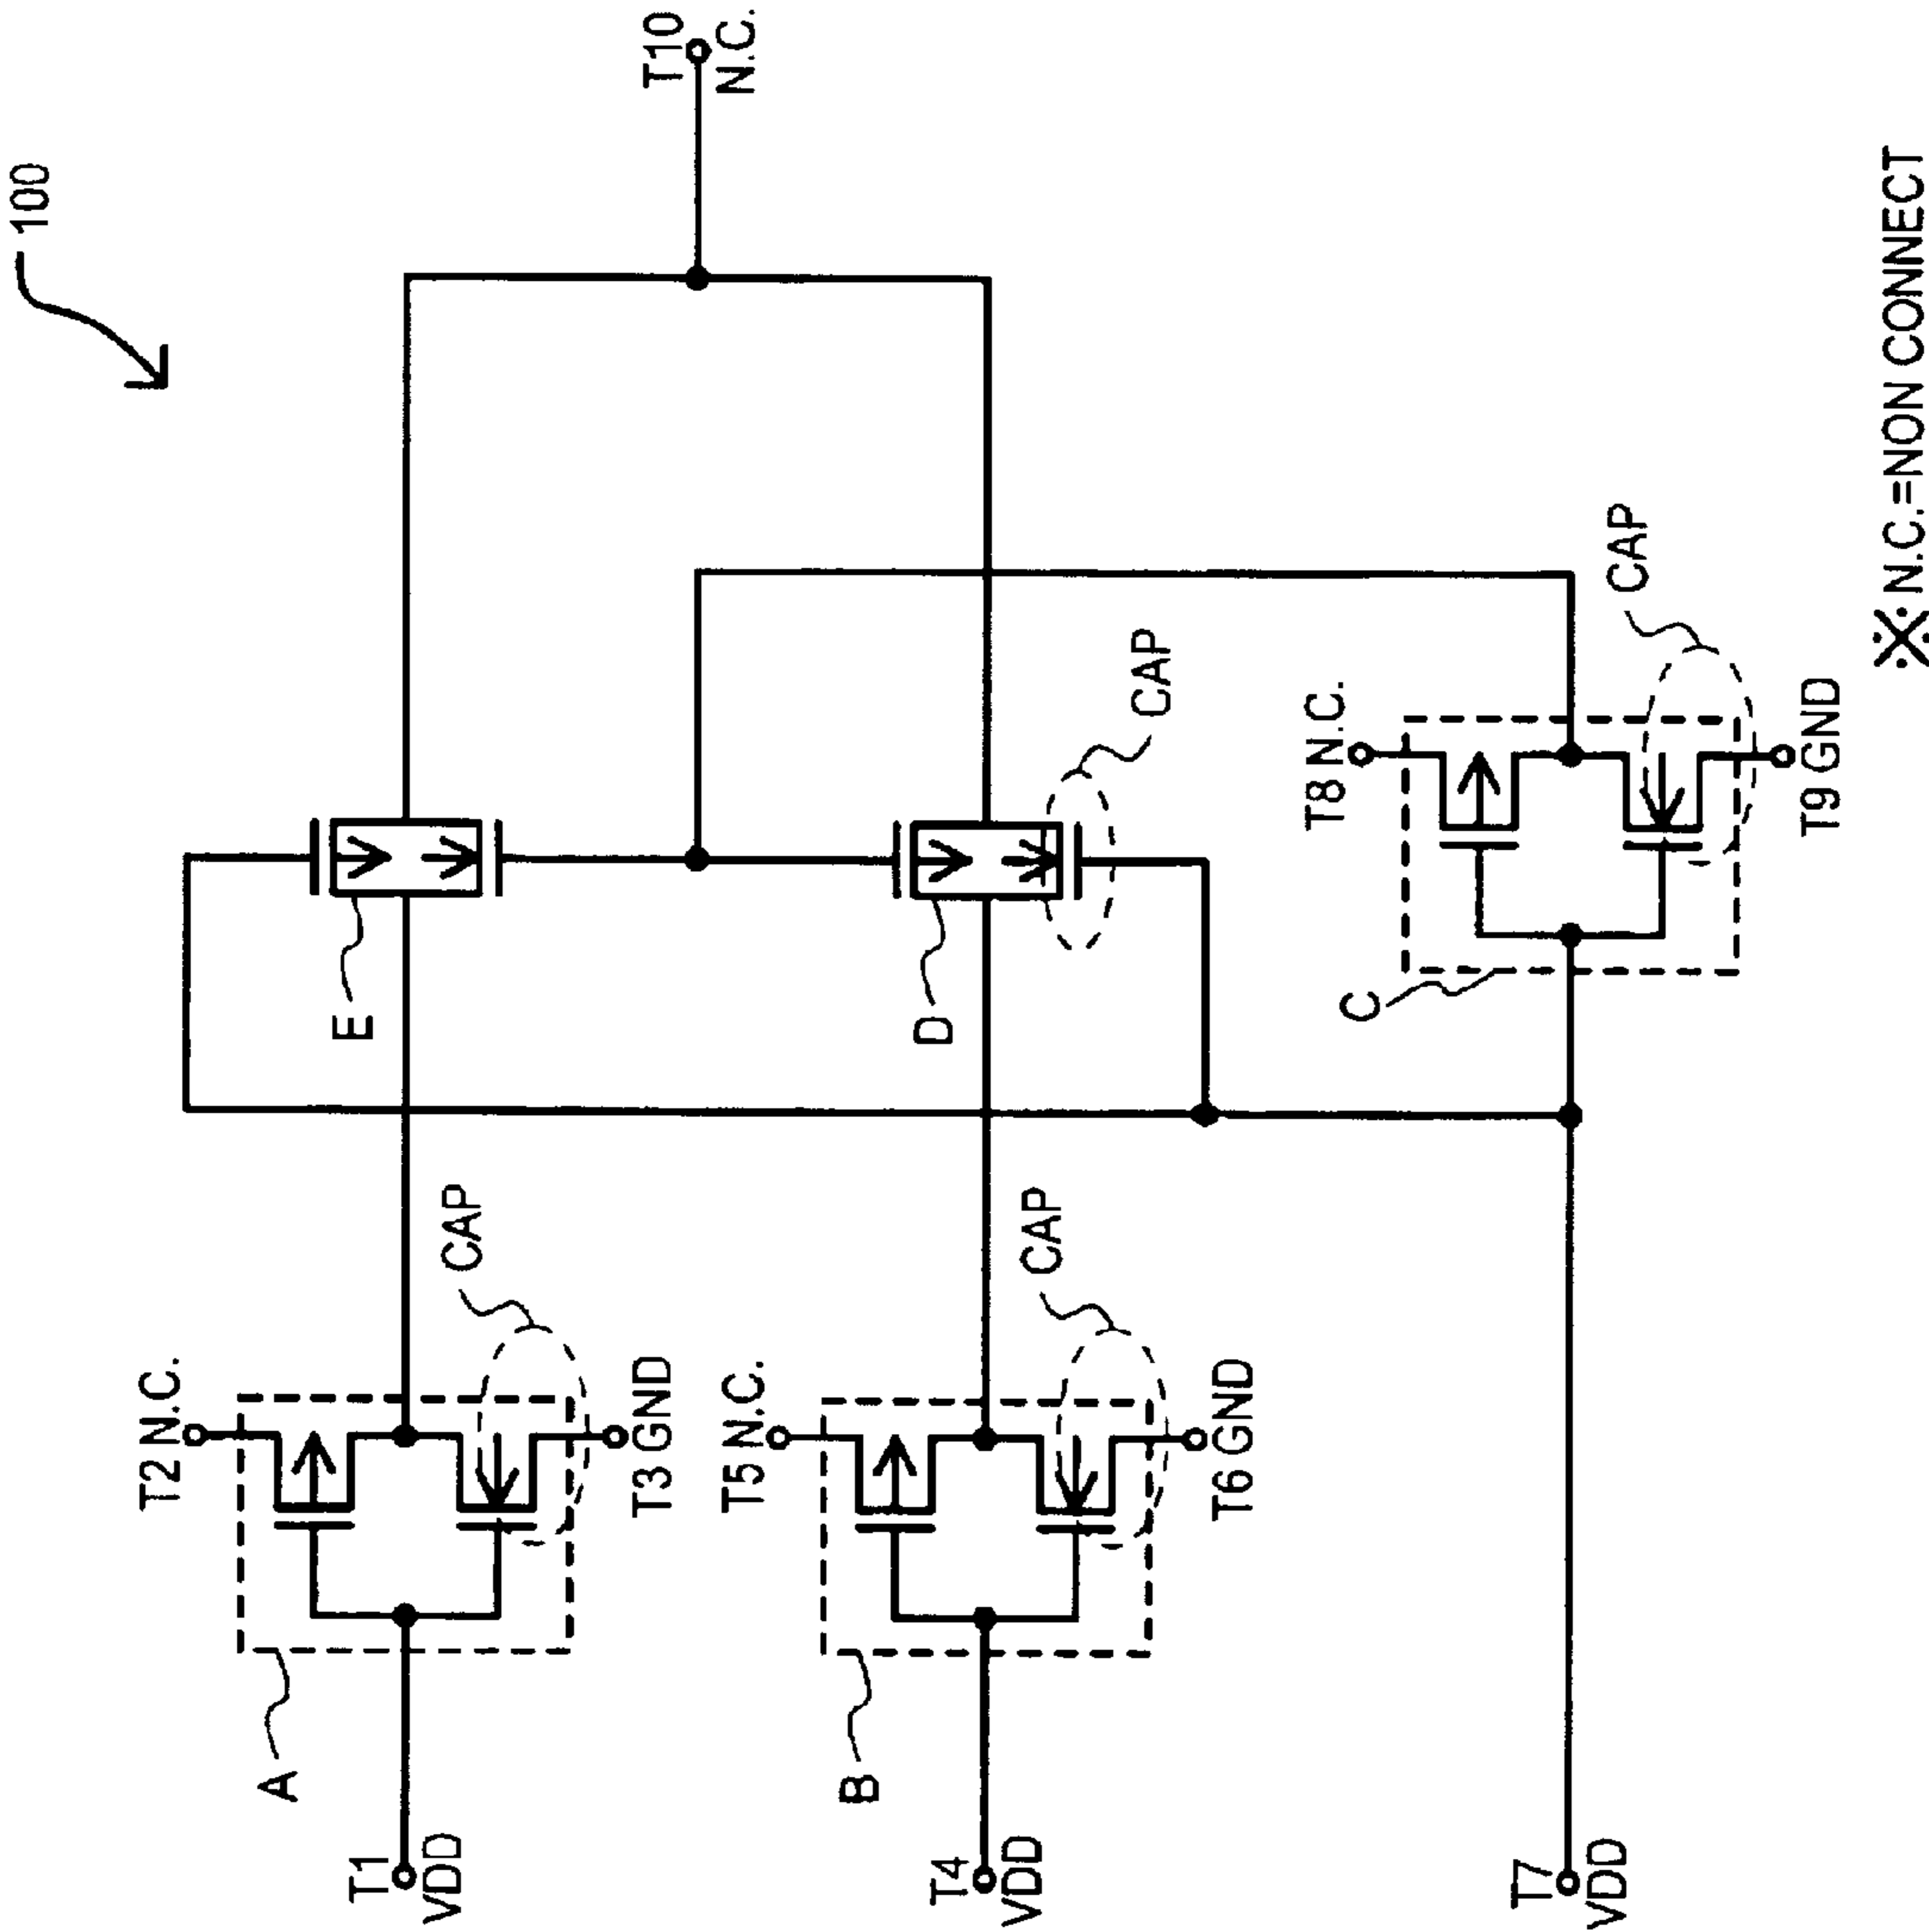 100
T2 N.C.
A
CAP
T3 GND
T1
VDD
E
T10
N.C.
T5 N.C.
B
CAP
T6 GND
T4
VDD
D
CAP
T8 N.C.
C
CAP
T9 GND
T7
VDD
※ N.C.=NON CONNECT